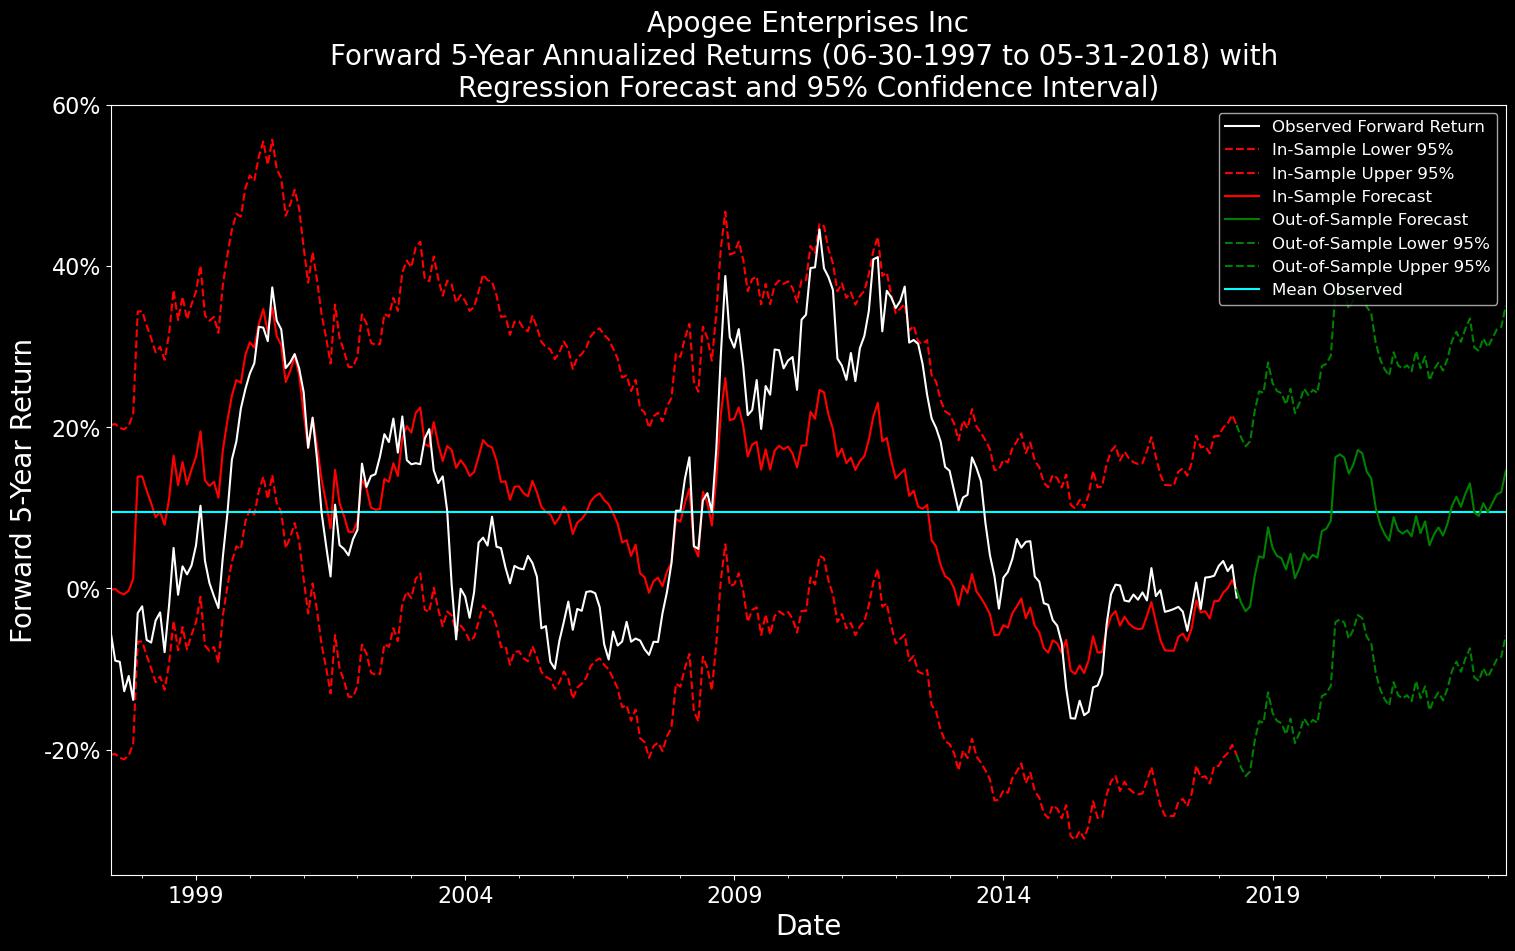 Apogee Enterprises Inc
Forward 5-Year Annualized Returns (06-30-1997 to 05-31-2018) with
Regression Forecast and 95% Confidence Interval)
60%
40%
20%
0%
-20%
Forward 5-Year Return
Observed Forward Return
In-Sample Lower 95%
In-Sample Upper 95%
In-Sample Forecast
Out-of-Sample Forecast
Out-of-Sample Lower 95%
Out-of-Sample Upper 95%
Mean Observed
1999
2004
2009
2014
2019
Date